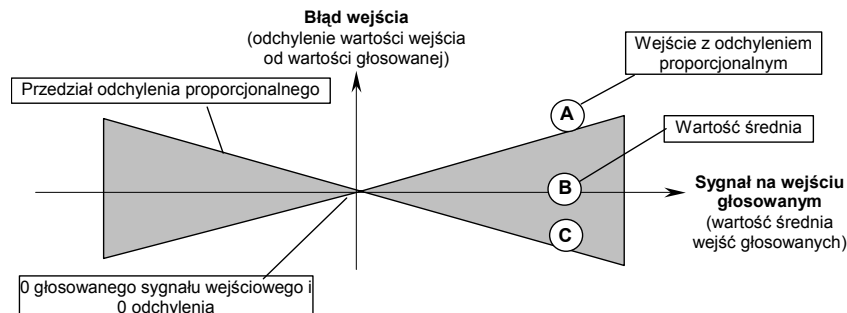 Błąd wejścia
(odchylenie wartości wejścia
od wartości głosowanej)
Wejście z odchyleniem
proporcjonalnym
Przedział odchylenia proporcjonalnego
A
Wartość średnia
B
Sygnał na wejściu
głosowanym
(wartość średnia
wejść głosowanych)
C
0 głosowanego sygnału wejściowego i
0 odchylenia